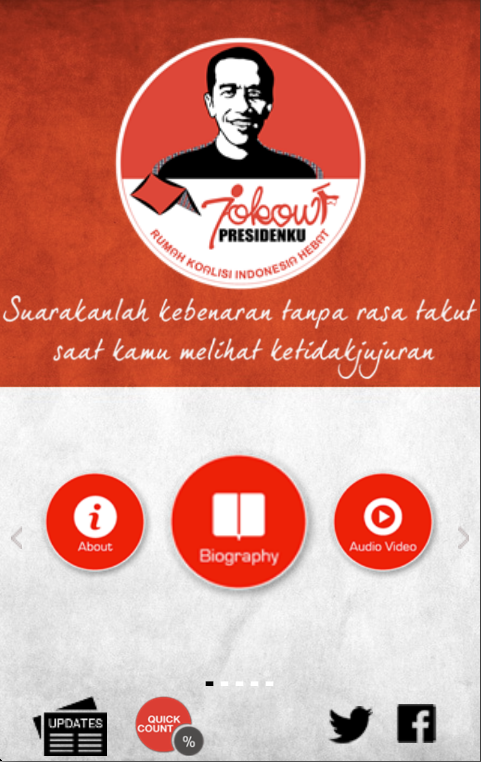 Jokowi
PRESIDENKU
RUMAH KOALISI INDONESIA HEBAT
Suarakanlah kebenaran tanpa rasa takut
saat kamu melihat ketidakjujuran
About
Biography
Audio Video
UPDATES
QUICK
COUNT
%